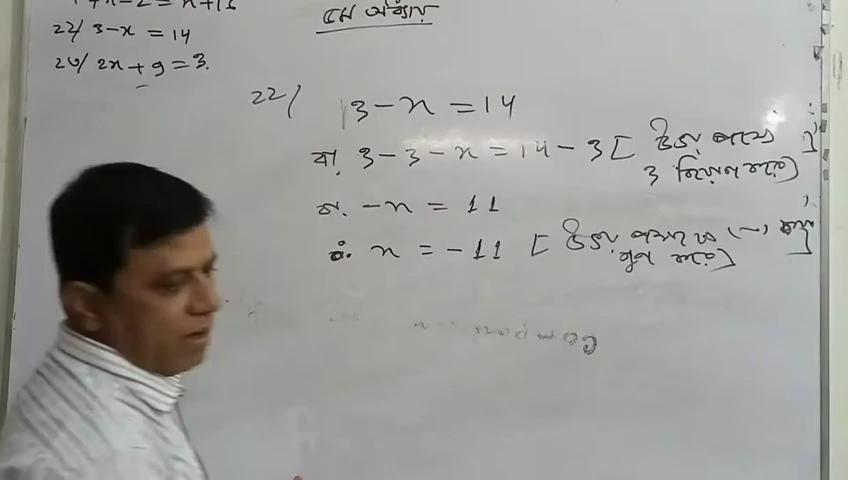 ৫ম অধ্যায়
22/ 3-x = 14
20/ 2x + 9 = 3.
22/ 3 - x = 14
বা, 3 - 3 - x = 14 - 3 [ উভয় পক্ষে
3 বিয়োগ করে]
বা, -x = 11
∴ x = -11 [ উভয় পক্ষকে (-) দ্বারা
গুণ করে]